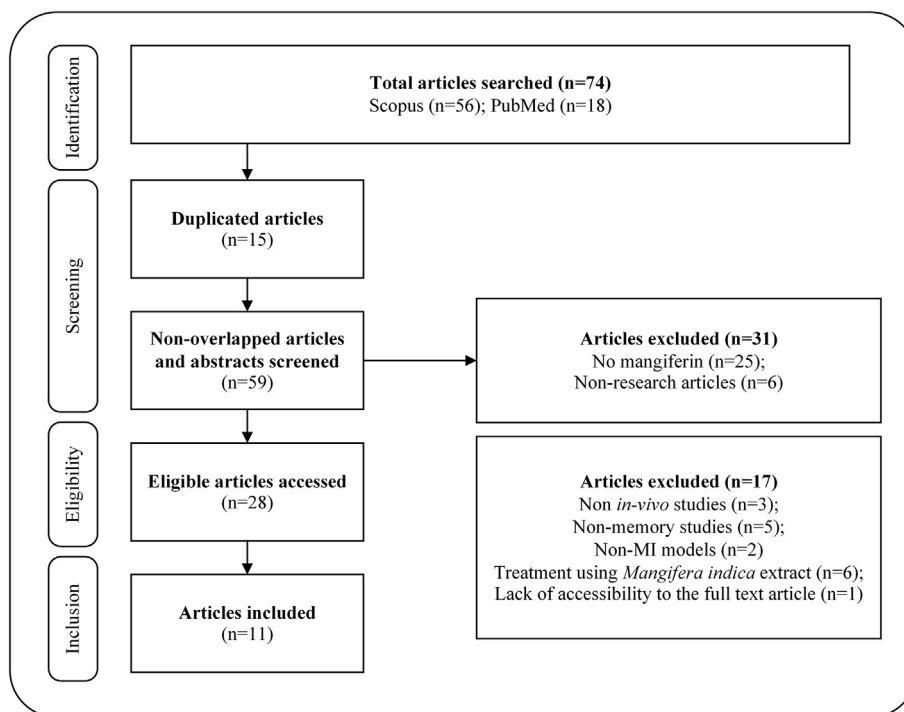 Identification
Total articles searched (n=74)
Scopus (n=56); PubMed (n=18)
Screening
Duplicated articles
(n=15)
Non-overlapped articles
and abstracts screened
(n=59)
Articles excluded (n=31)
No mangiferin (n=25);
Non-research articles (n=6)
Eligibility
Eligible articles accessed
(n=28)
Articles excluded (n=17)
Non in-vivo studies (n=3);
Non-memory studies (n=5);
Non-MI models (n=2)
Treatment using Mangifera indica extract (n=6);
Lack of accessibility to the full text article (n=1)
Inclusion
Articles included
(n=11)